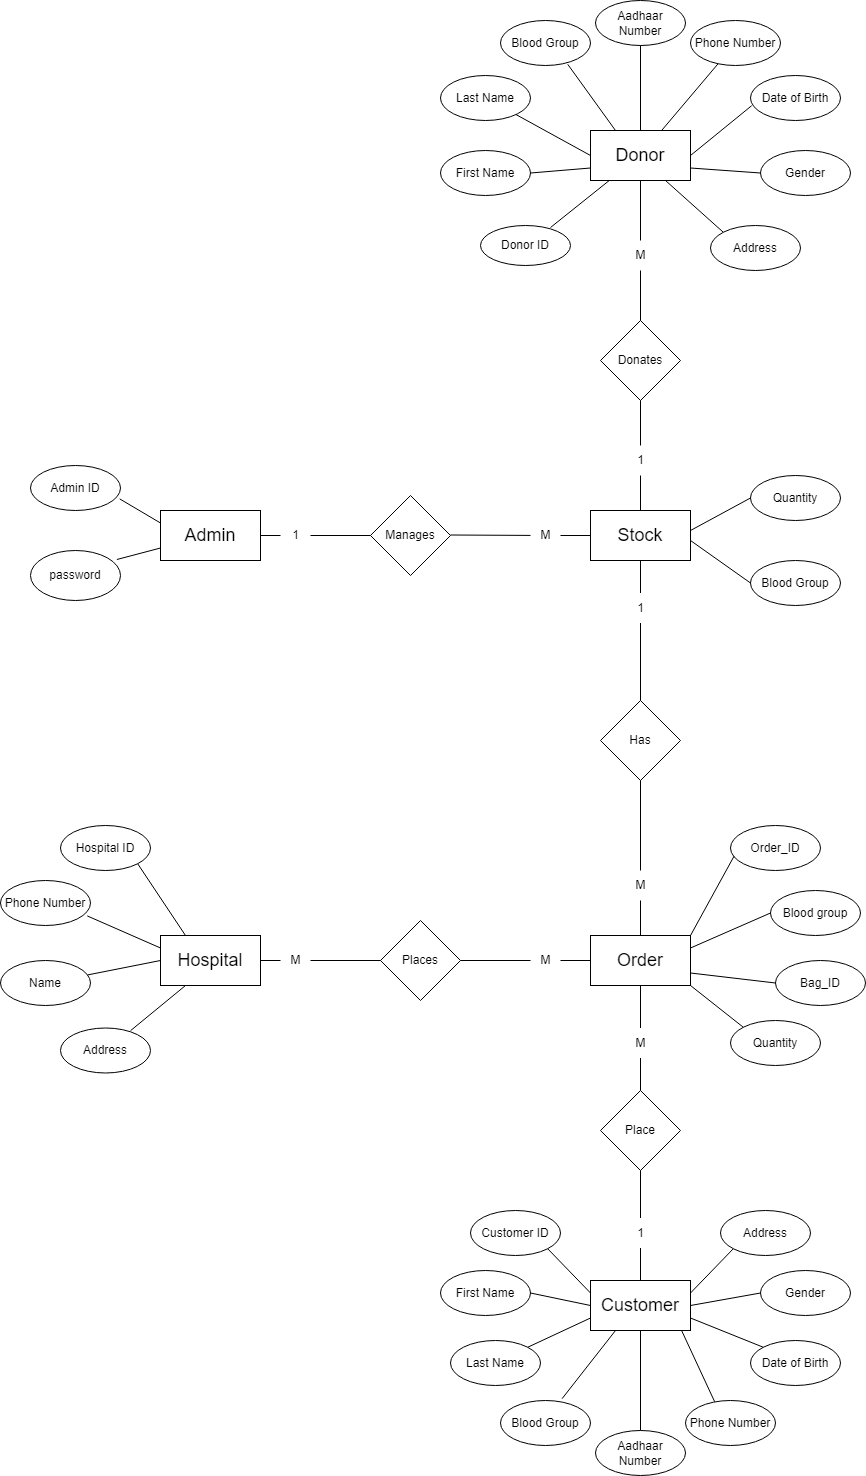 Aadhaar
Number
Blood Group
Phone Number
Last Name
Date of Birth
Donor
First Name
Gender
Donor ID
Address
M
Donates
1
Admin ID
Quantity
Admin
1
Manages
M
Stock
password
Blood Group
1
Has
Hospital ID
Order_ID
M
Phone Number
Blood group
Hospital
M
Places
M
Order
Name
Bag_ID
Address
M
Quantity
Place
Customer ID
1
Address
First Name
Gender
Customer
Last Name
Date of Birth
Blood Group
Phone Number
Aadhaar
Number